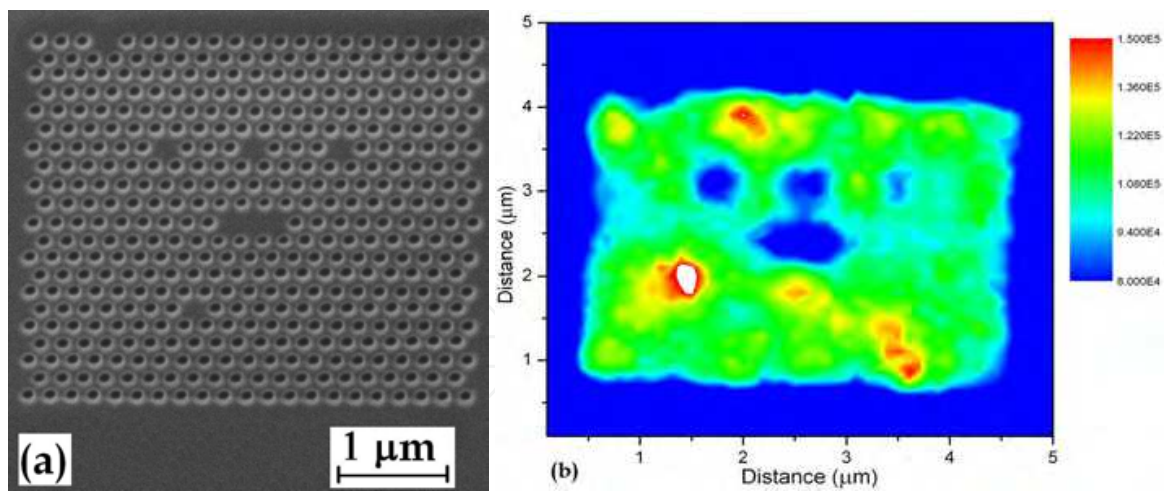 (a)
1 μm
5
4
3
2
1
Distance (μm)
1 2 3 4 5
Distance (μm)
(b)
1.500E5
1.360E5
1.220E5
1.080E5
9.400E4
8.000E4